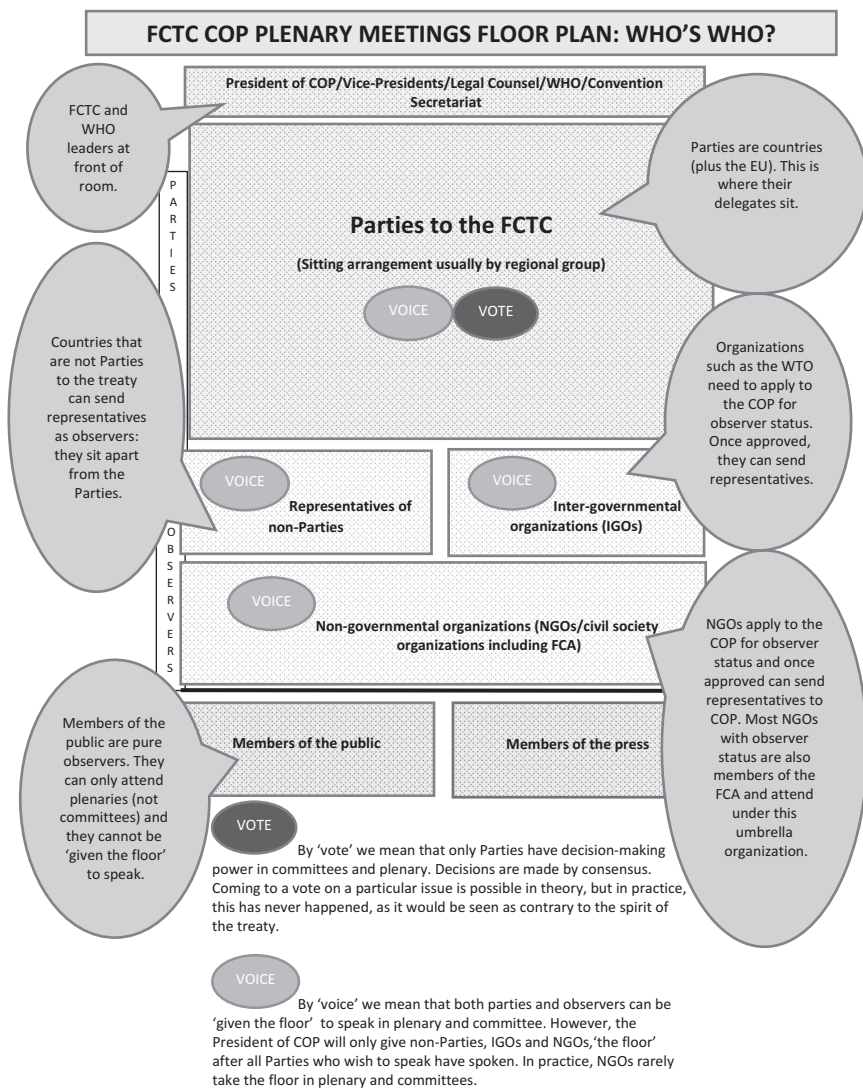 FCTC COP PLENARY MEETINGS FLOOR PLAN: WHO'S WHO?
President of COP/Vice-Presidents/Legal Counsel/WHO/Convention
Secretariat
FCTC and
WHO
leaders at
front of
room.
Parties are countries
(plus the EU). This is
where their
delegates sit.
P
A
R
T
I
E
S
Parties to the FCTC
(Sitting arrangement usually by regional group)
VOICE
VOTE
Countries that
are not Parties
to the treaty
can send
representatives
as observers:
they sit apart
from the
Parties.
Organizations
such as the WTO
need to apply to
the COP for
observer status.
Once approved,
they can send
representatives.
VOICE
Representatives of
non-Parties
VOICE
Inter-governmental
organizations (IGOs)
O
B
S
E
R
V
E
R
S
VOICE
Non-governmental organizations (NGOs/civil society
organizations including FCA)
NGOs apply to the
COP for observer
status and once
approved can send
representatives to
COP. Most NGOs
with observer
status are also
members of the
FCA and attend
under this
umbrella
organization.
Members of the
public are pure
observers. They
can only attend
plenaries (not
committees) and
they cannot be
‘given the floor’
to speak.
Members of the public
Members of the press
VOTE
By ‘vote’ we mean that only Parties have decision-making
power in committees and plenary. Decisions are made by consensus.
Coming to a vote on a particular issue is possible in theory, but in practice,
this has never happened, as it would be seen as contrary to the spirit of
the treaty.
VOICE
By ‘voice’ we mean that both parties and observers can be
‘given the floor’ to speak in plenary and committee. However, the
President of COP will only give non-Parties, IGOs and NGOs,‘the floor’
after all Parties who wish to speak have spoken. In practice, NGOs rarely
take the floor in plenary and committees.